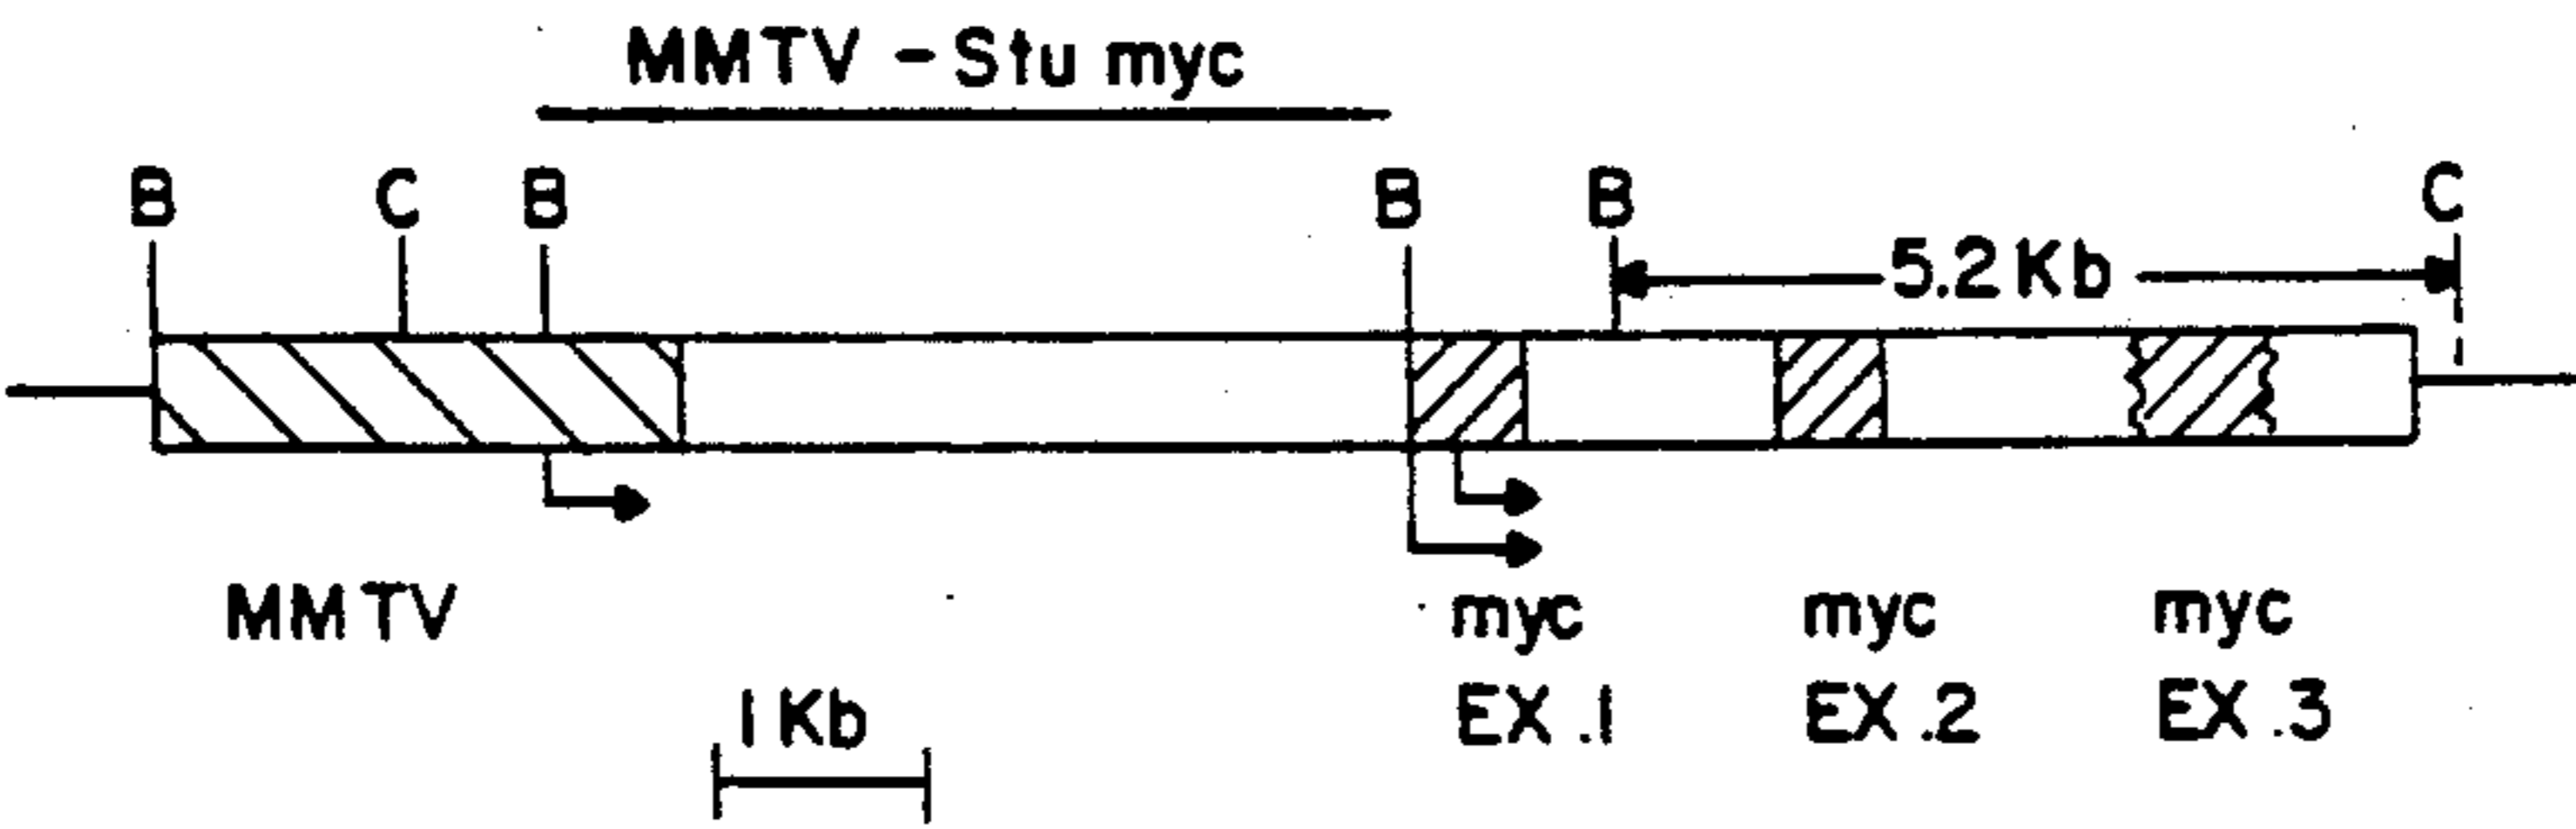 MMTV - Stu myc
B C B B B C
5.2 Kb
MMTV myc myc myc
EX.1 EX.2 EX.3
1 Kb